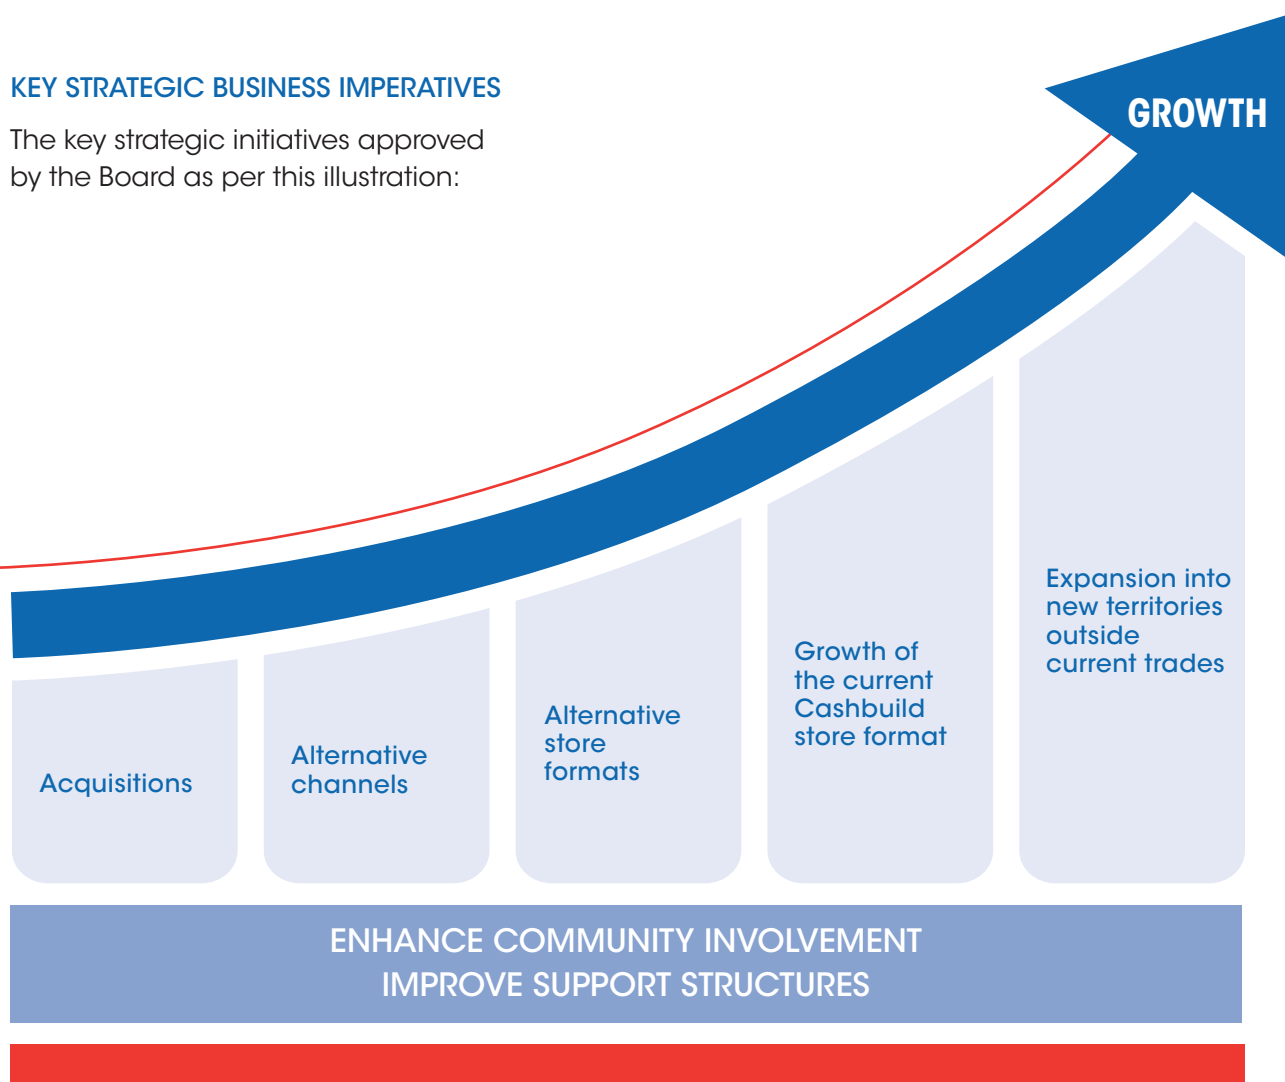 KEY STRATEGIC BUSINESS IMPERATIVES
The key strategic initiatives approved
by the Board as per this illustration:
GROWTH
Acquisitions
Alternative
channels
Alternative
store
formats
Growth of
the current
Cashbuild
store format
Expansion into
new territories
outside
current trades
ENHANCE COMMUNITY INVOLVEMENT
IMPROVE SUPPORT STRUCTURES